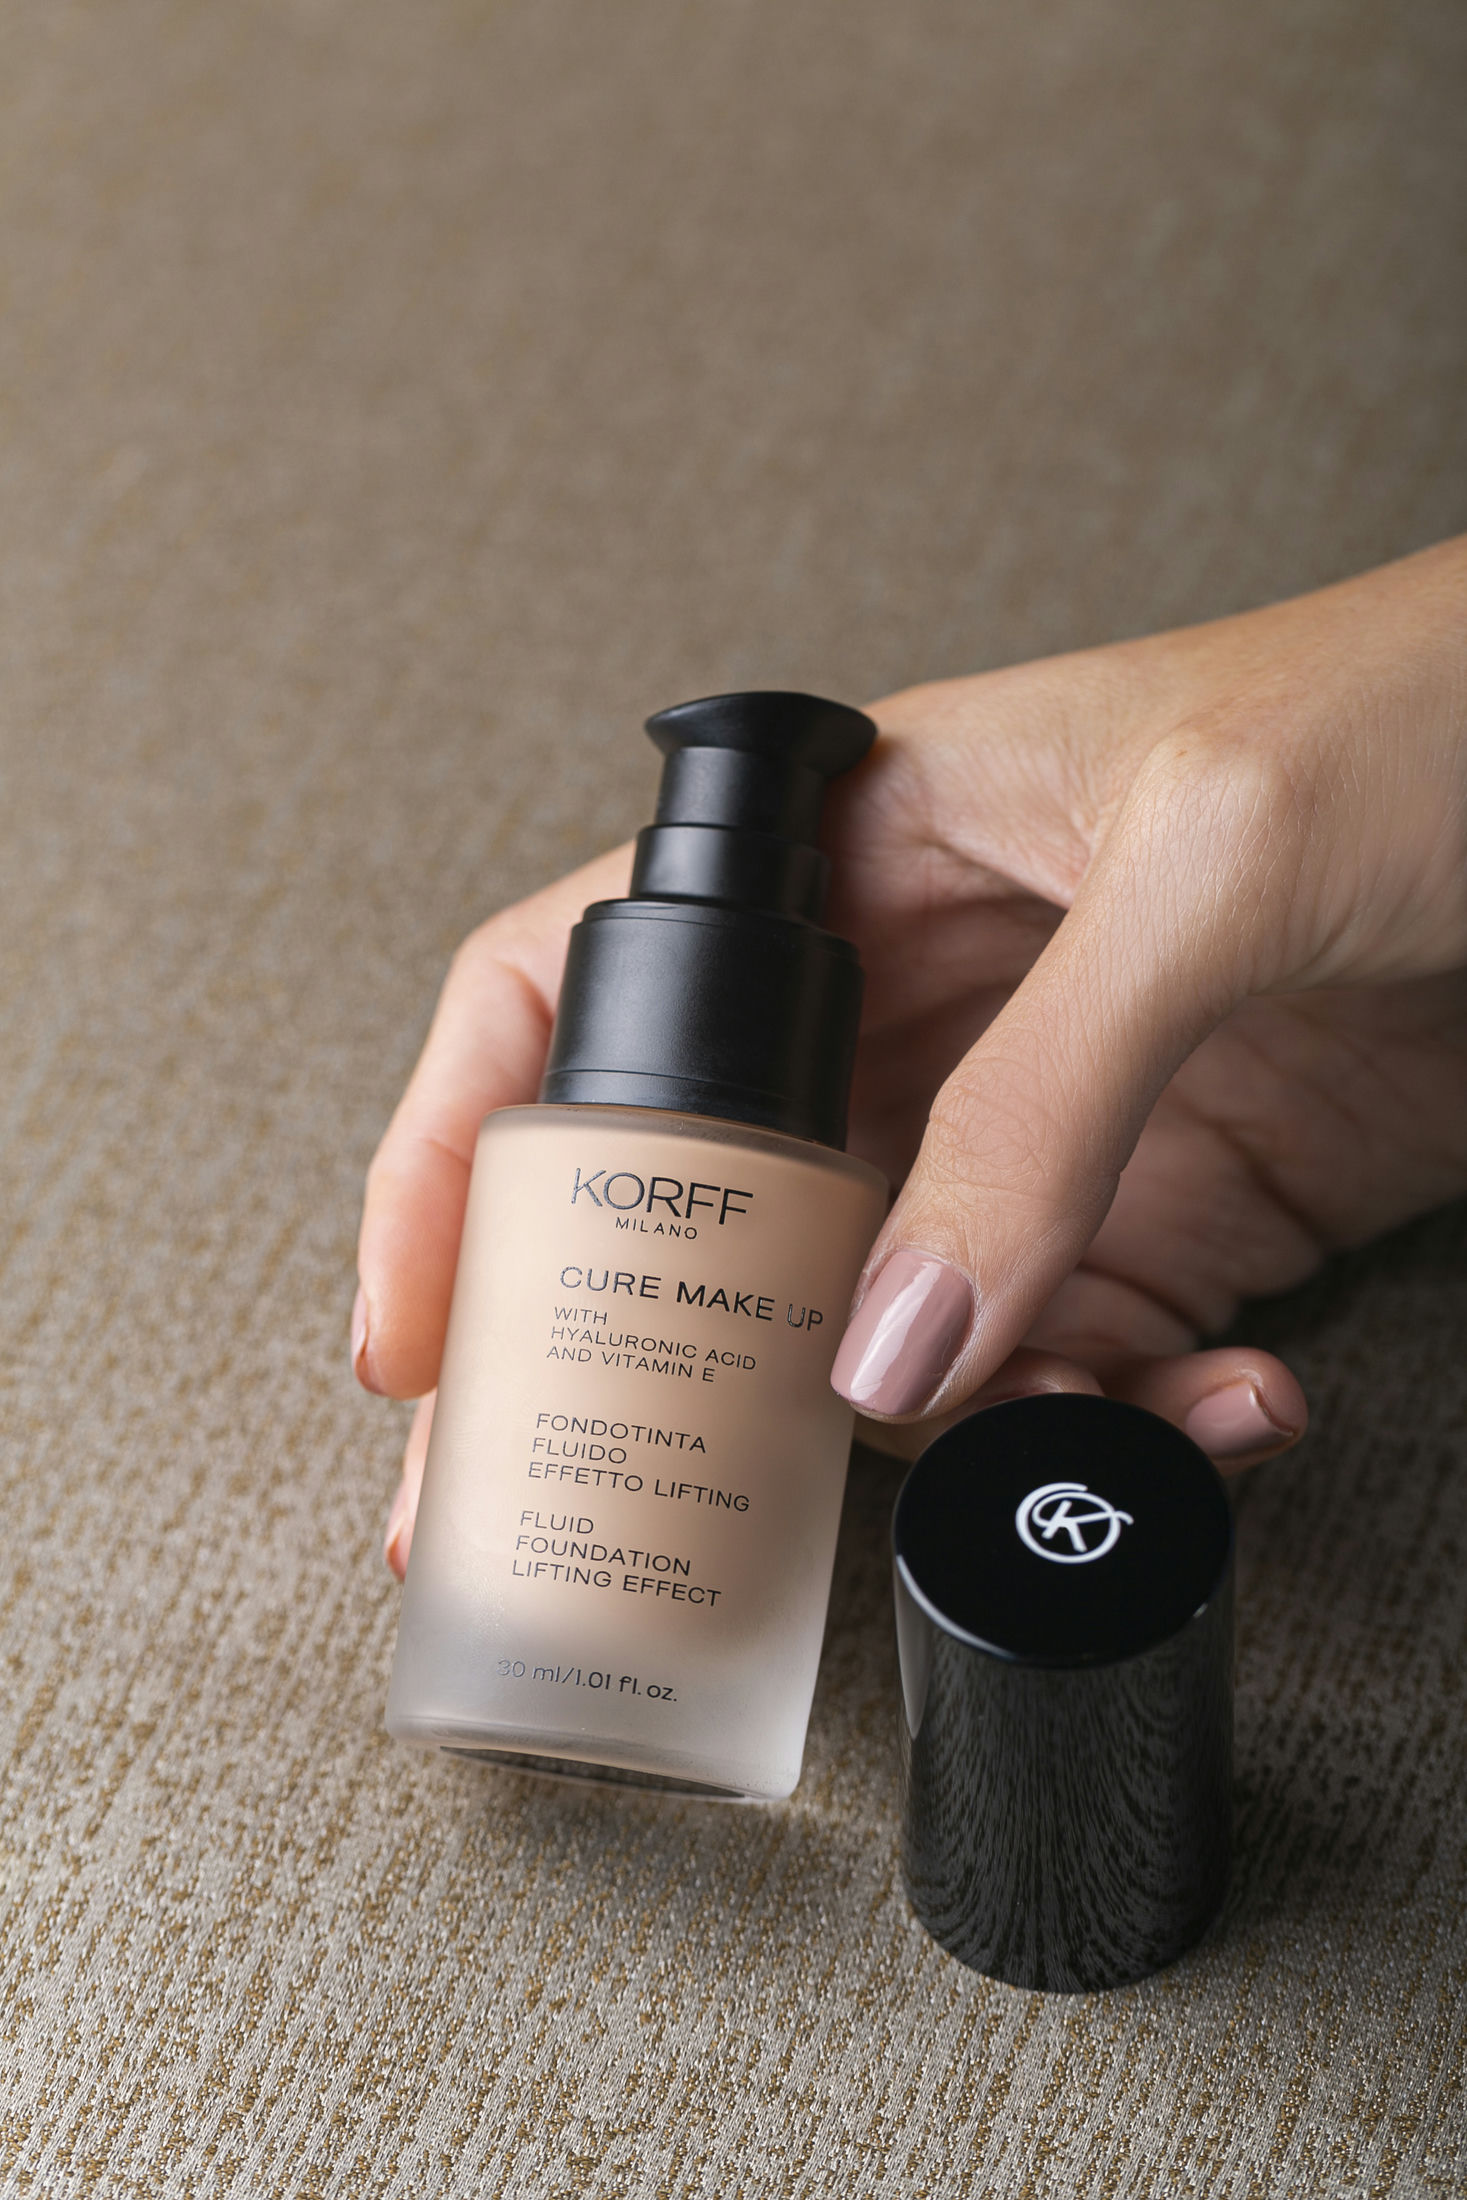 KORFF
MILANO
CURE MAKE UP
WITH
HYALURONIC ACID
AND VITAMIN E
FONDOTINTA
FLUIDO
EFFETTO LIFTING
FLUID
FOUNDATION
LIFTING EFFECT
30 ml/1.01 fl. oz.
K